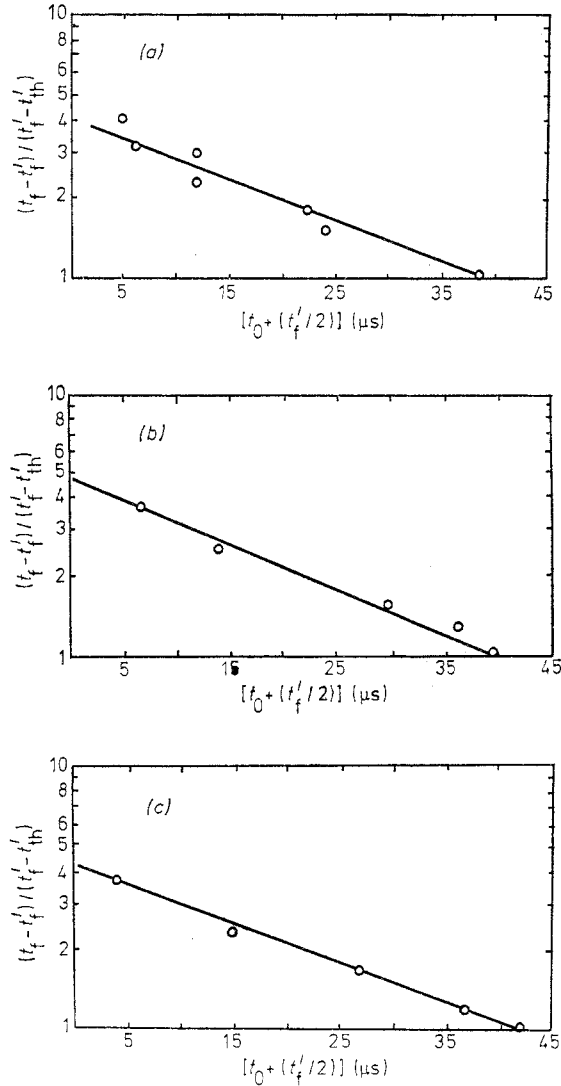 10
8
6
5
4
3
2
1
(a)
(t_f – t'_f)/(t'_f – t'_th)
5 15 25 35 45
[t_0 + (t'_f/2)] (μs)
10
8
6
5
4
3
2
1
(b)
(t_f – t'_f)/(t'_f – t'_th)
5 15 25 35 45
[t_0 + (t'_f/2)] (μs)
10
8
6
5
4
3
2
1
(c)
(t_f – t'_f)/(t'_f – t'_th)
5 15 25 35 45
[t_0 + (t'_f/2)] (μs)